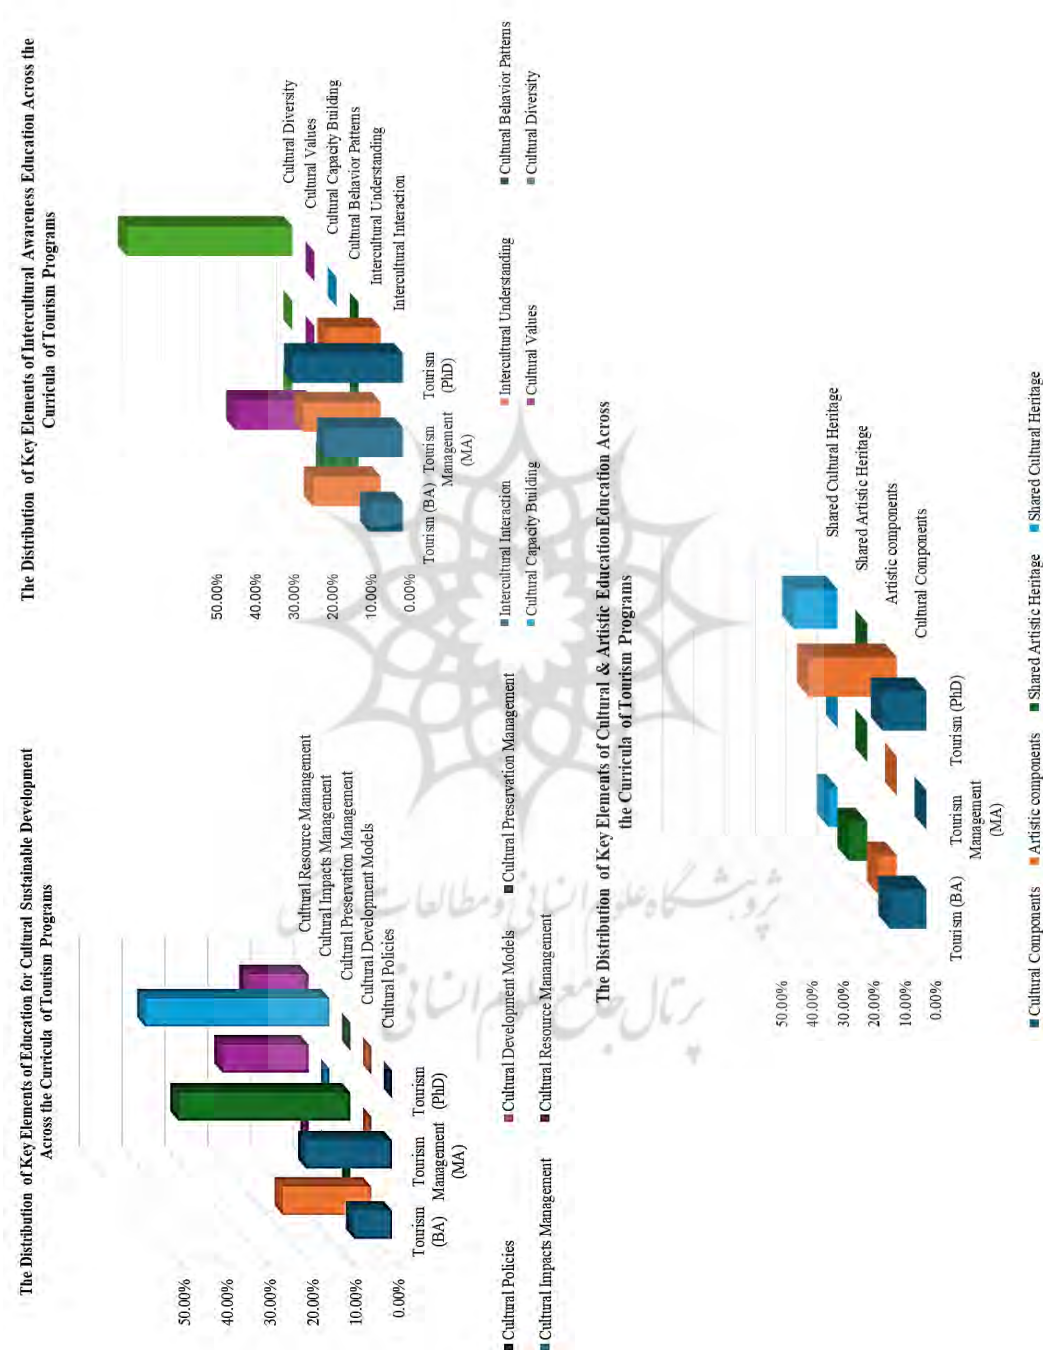 The Distribution of Key Elements of Education for Cultural Sustainable Development
Across the Curricula of Tourism Programs
50.00%
40.00%
30.00%
20.00%
10.00%
0.00%
Cultural Resource Manangement
Cultural Impacts Management
Cultural Preservation Management
Cultural Development Models
Cultural Policies
Tourism
(BA)
Tourism
Management
(MA)
Tourism
(PhD)
Cultural Policies
Cultural Development Models
Cultural Preservation Management
Cultural Impacts Management
Cultural Resource Manangement
The Distribution of Key Elements of Intercultural Awareness Education Across the
Curricula of Tourism Programs
50.00%
40.00%
30.00%
20.00%
10.00%
0.00%
Cultural Diversity
Cultural Values
Cultural Capacity Building
Cultural Behavior Patterns
Intercultural Understanding
Intercultural Interaction
Tourism (BA)
Tourism
Management
(MA)
Tourism
(PhD)
Intercultural Interaction
Intercultural Understanding
Cultural Behavior Patterns
Cultural Capacity Building
Cultural Values
Cultural Diversity
The Distribution of Key Elements of Cultural & Artistic EducationEducation Across
the Curricula of Tourism Programs
50.00%
40.00%
30.00%
20.00%
10.00%
0.00%
Shared Cultural Heritage
Shared Artistic Heritage
Artistic components
Cultural Components
Tourism (BA)
Tourism
Management
(MA)
Tourism (PhD)
Cultural Components
Artistic components
Shared Artistic Heritage
Shared Cultural Heritage
پژوهشگاه علوم انسانی و مطالعات فرهنگی
پرتال جامع علوم انسانی